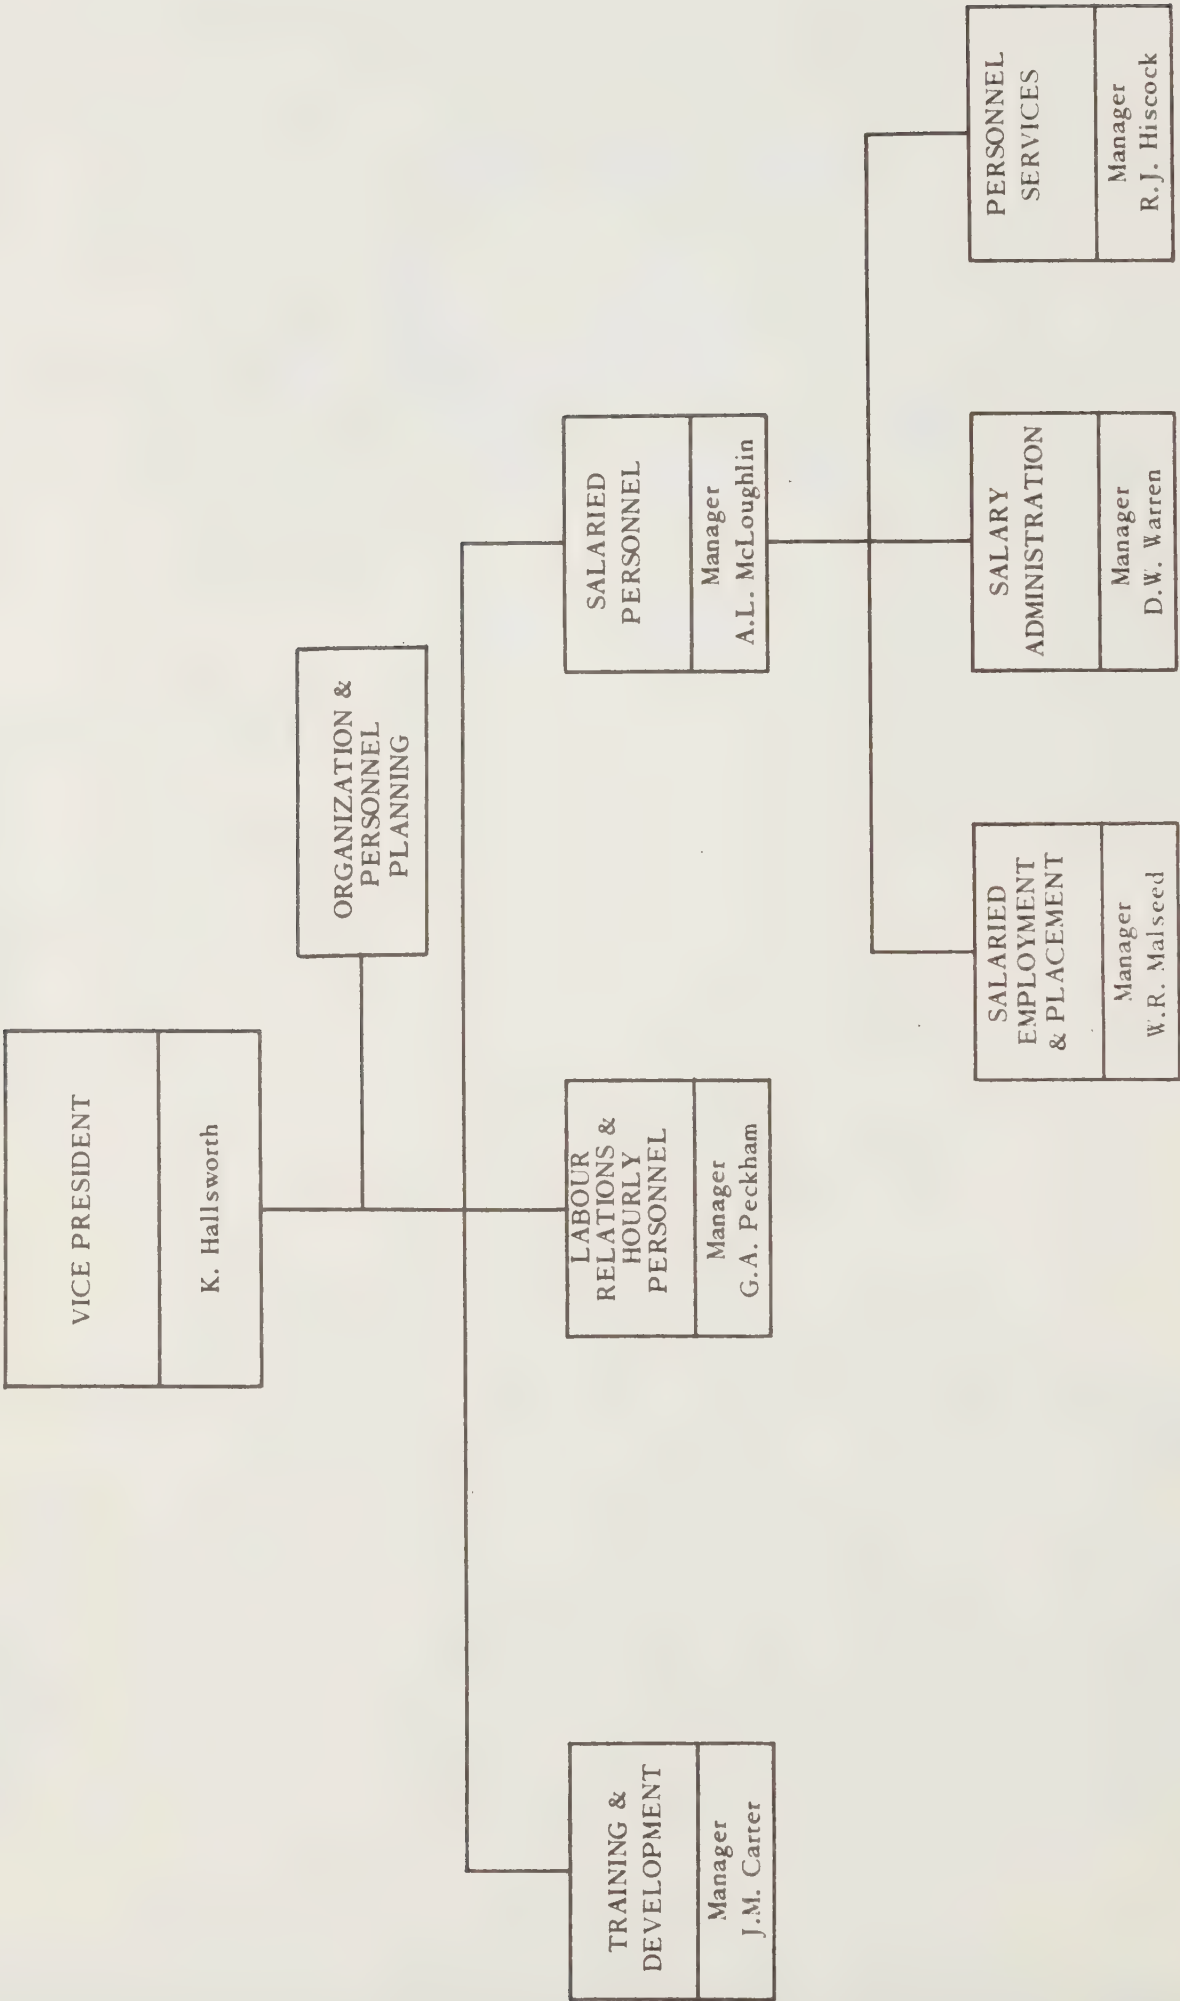 VICE PRESIDENT
K. Hallsworth
ORGANIZATION &
PERSONNEL
PLANNING
TRAINING &
DEVELOPMENT
Manager
J.M. Carter
LABOUR
RELATIONS &
HOURLY
PERSONNEL
Manager
G.A. Peckham
SALARIED
PERSONNEL
Manager
A.L. McLoughlin
SALARIED
EMPLOYMENT
& PLACEMENT
Manager
W.R. Malseed
SALARY
ADMINISTRATION
Manager
D.W. Warren
PERSONNEL
SERVICES
Manager
R.J. Hiscock